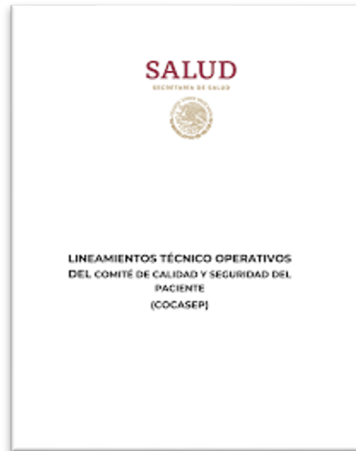 SALUD
SECRETARÍA DE SALUD
LINEAMIENTOS TÉCNICO OPERATIVOS
DEL COMITÉ DE CALIDAD Y SEGURIDAD DEL
PACIENTE
(COCASEP)